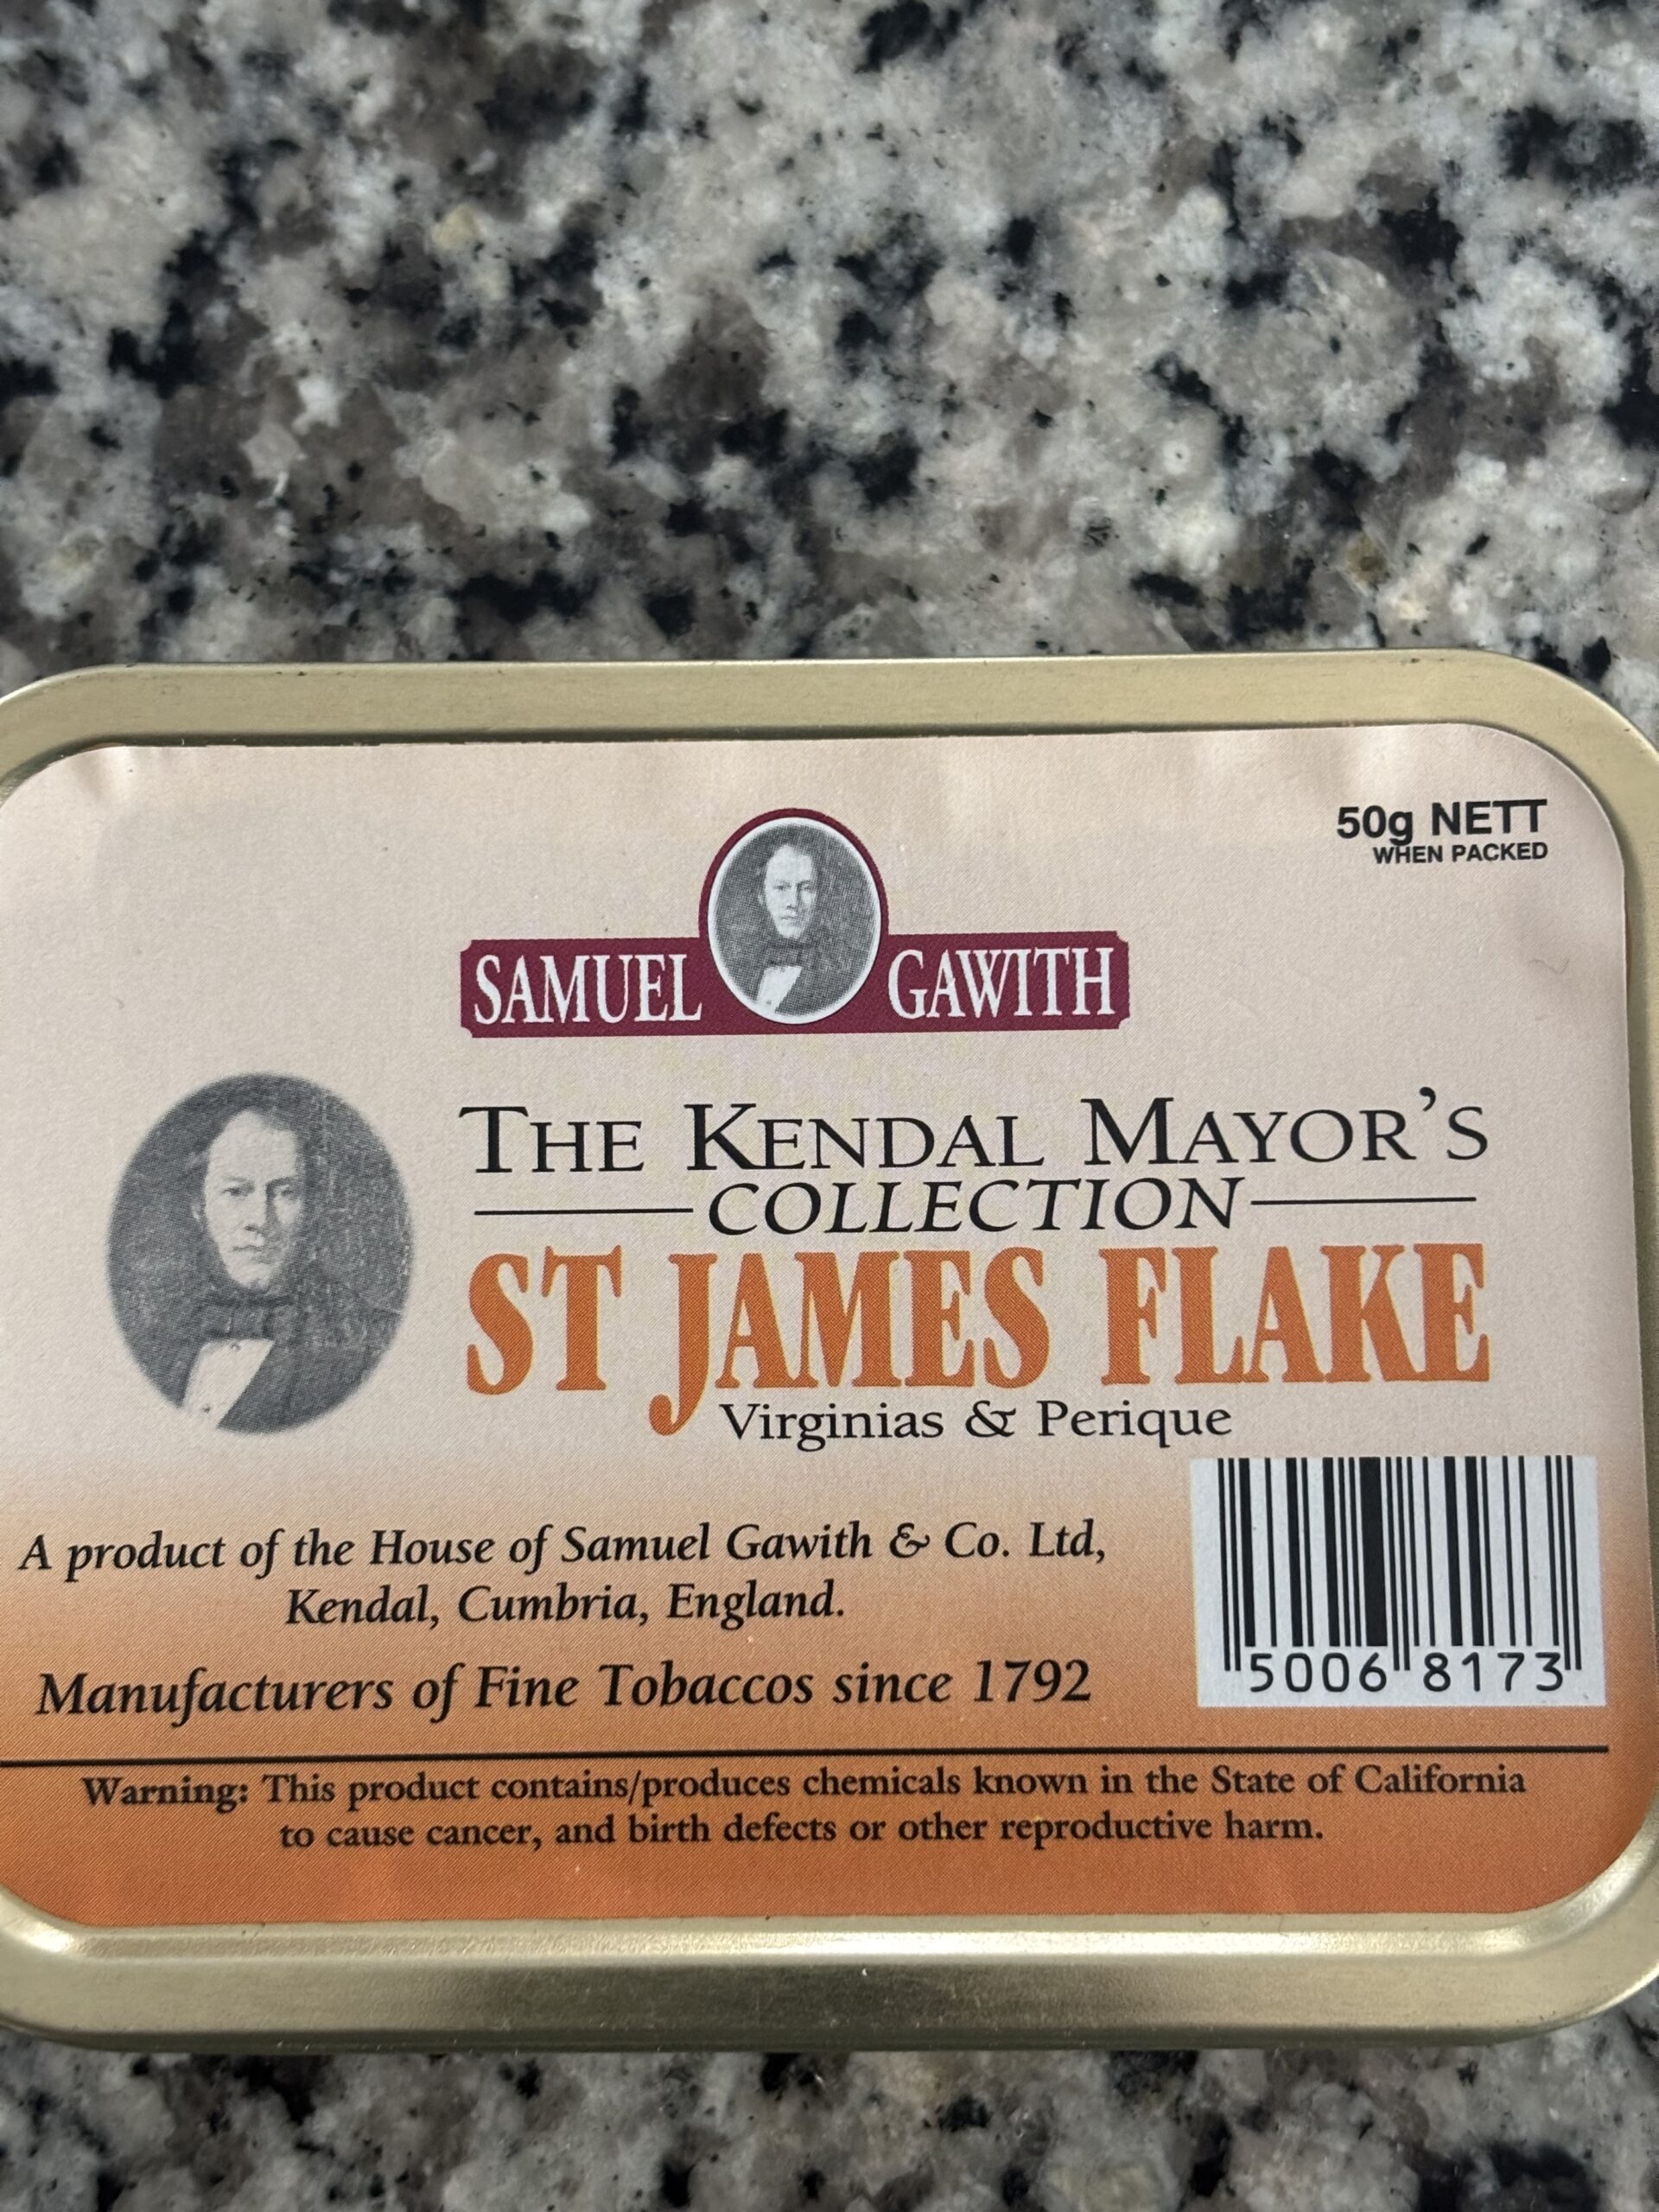 50g NETT
WHEN PACKED
SAMUEL GAWITH
THE KENDAL MAYOR'S
COLLECTION
ST JAMES FLAKE
Virginias & Perique
A product of the House of Samuel Gawith & Co. Ltd,
Kendal, Cumbria, England.
Manufacturers of Fine Tobaccos since 1792
5006 8173
Warning: This product contains/produces chemicals known in the State of California
to cause cancer, and birth defects or other reproductive harm.